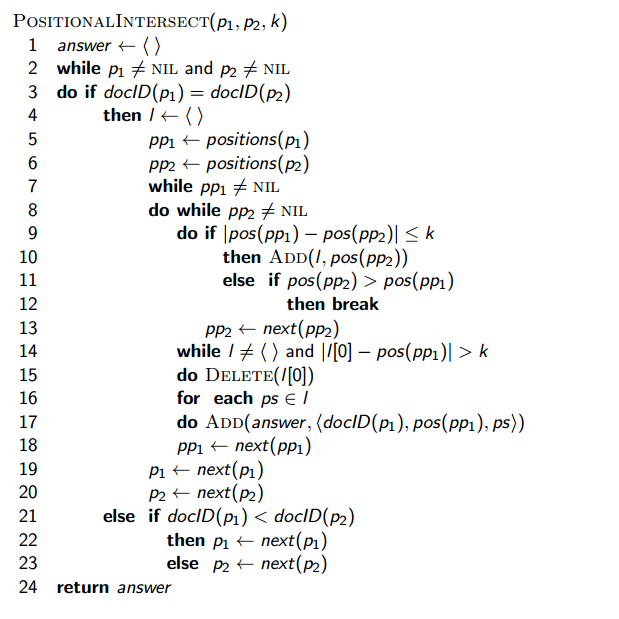 POSITIONALINTERSECT(p₁, p₂, k)
1 answer ← ⟨ ⟩
2 while p₁ ≠ NIL and p₂ ≠ NIL
3 do if docID(p₁) = docID(p₂)
4 then l ← ⟨ ⟩
5 pp₁ ← positions(p₁)
6 pp₂ ← positions(p₂)
7 while pp₁ ≠ NIL
8 do while pp₂ ≠ NIL
9 do if |pos(pp₁) − pos(pp₂)| ≤ k
10 then ADD(l, pos(pp₂))
11 else if pos(pp₂) > pos(pp₁)
12 then break
13 pp₂ ← next(pp₂)
14 while l ≠ ⟨ ⟩ and |l[0] − pos(pp₁)| > k
15 do DELETE(l[0])
16 for each ps ∈ l
17 do ADD(answer, ⟨docID(p₁), pos(pp₁), ps⟩)
18 pp₁ ← next(pp₁)
19 p₁ ← next(p₁)
20 p₂ ← next(p₂)
21 else if docID(p₁) < docID(p₂)
22 then p₁ ← next(p₁)
23 else p₂ ← next(p₂)
24 return answer